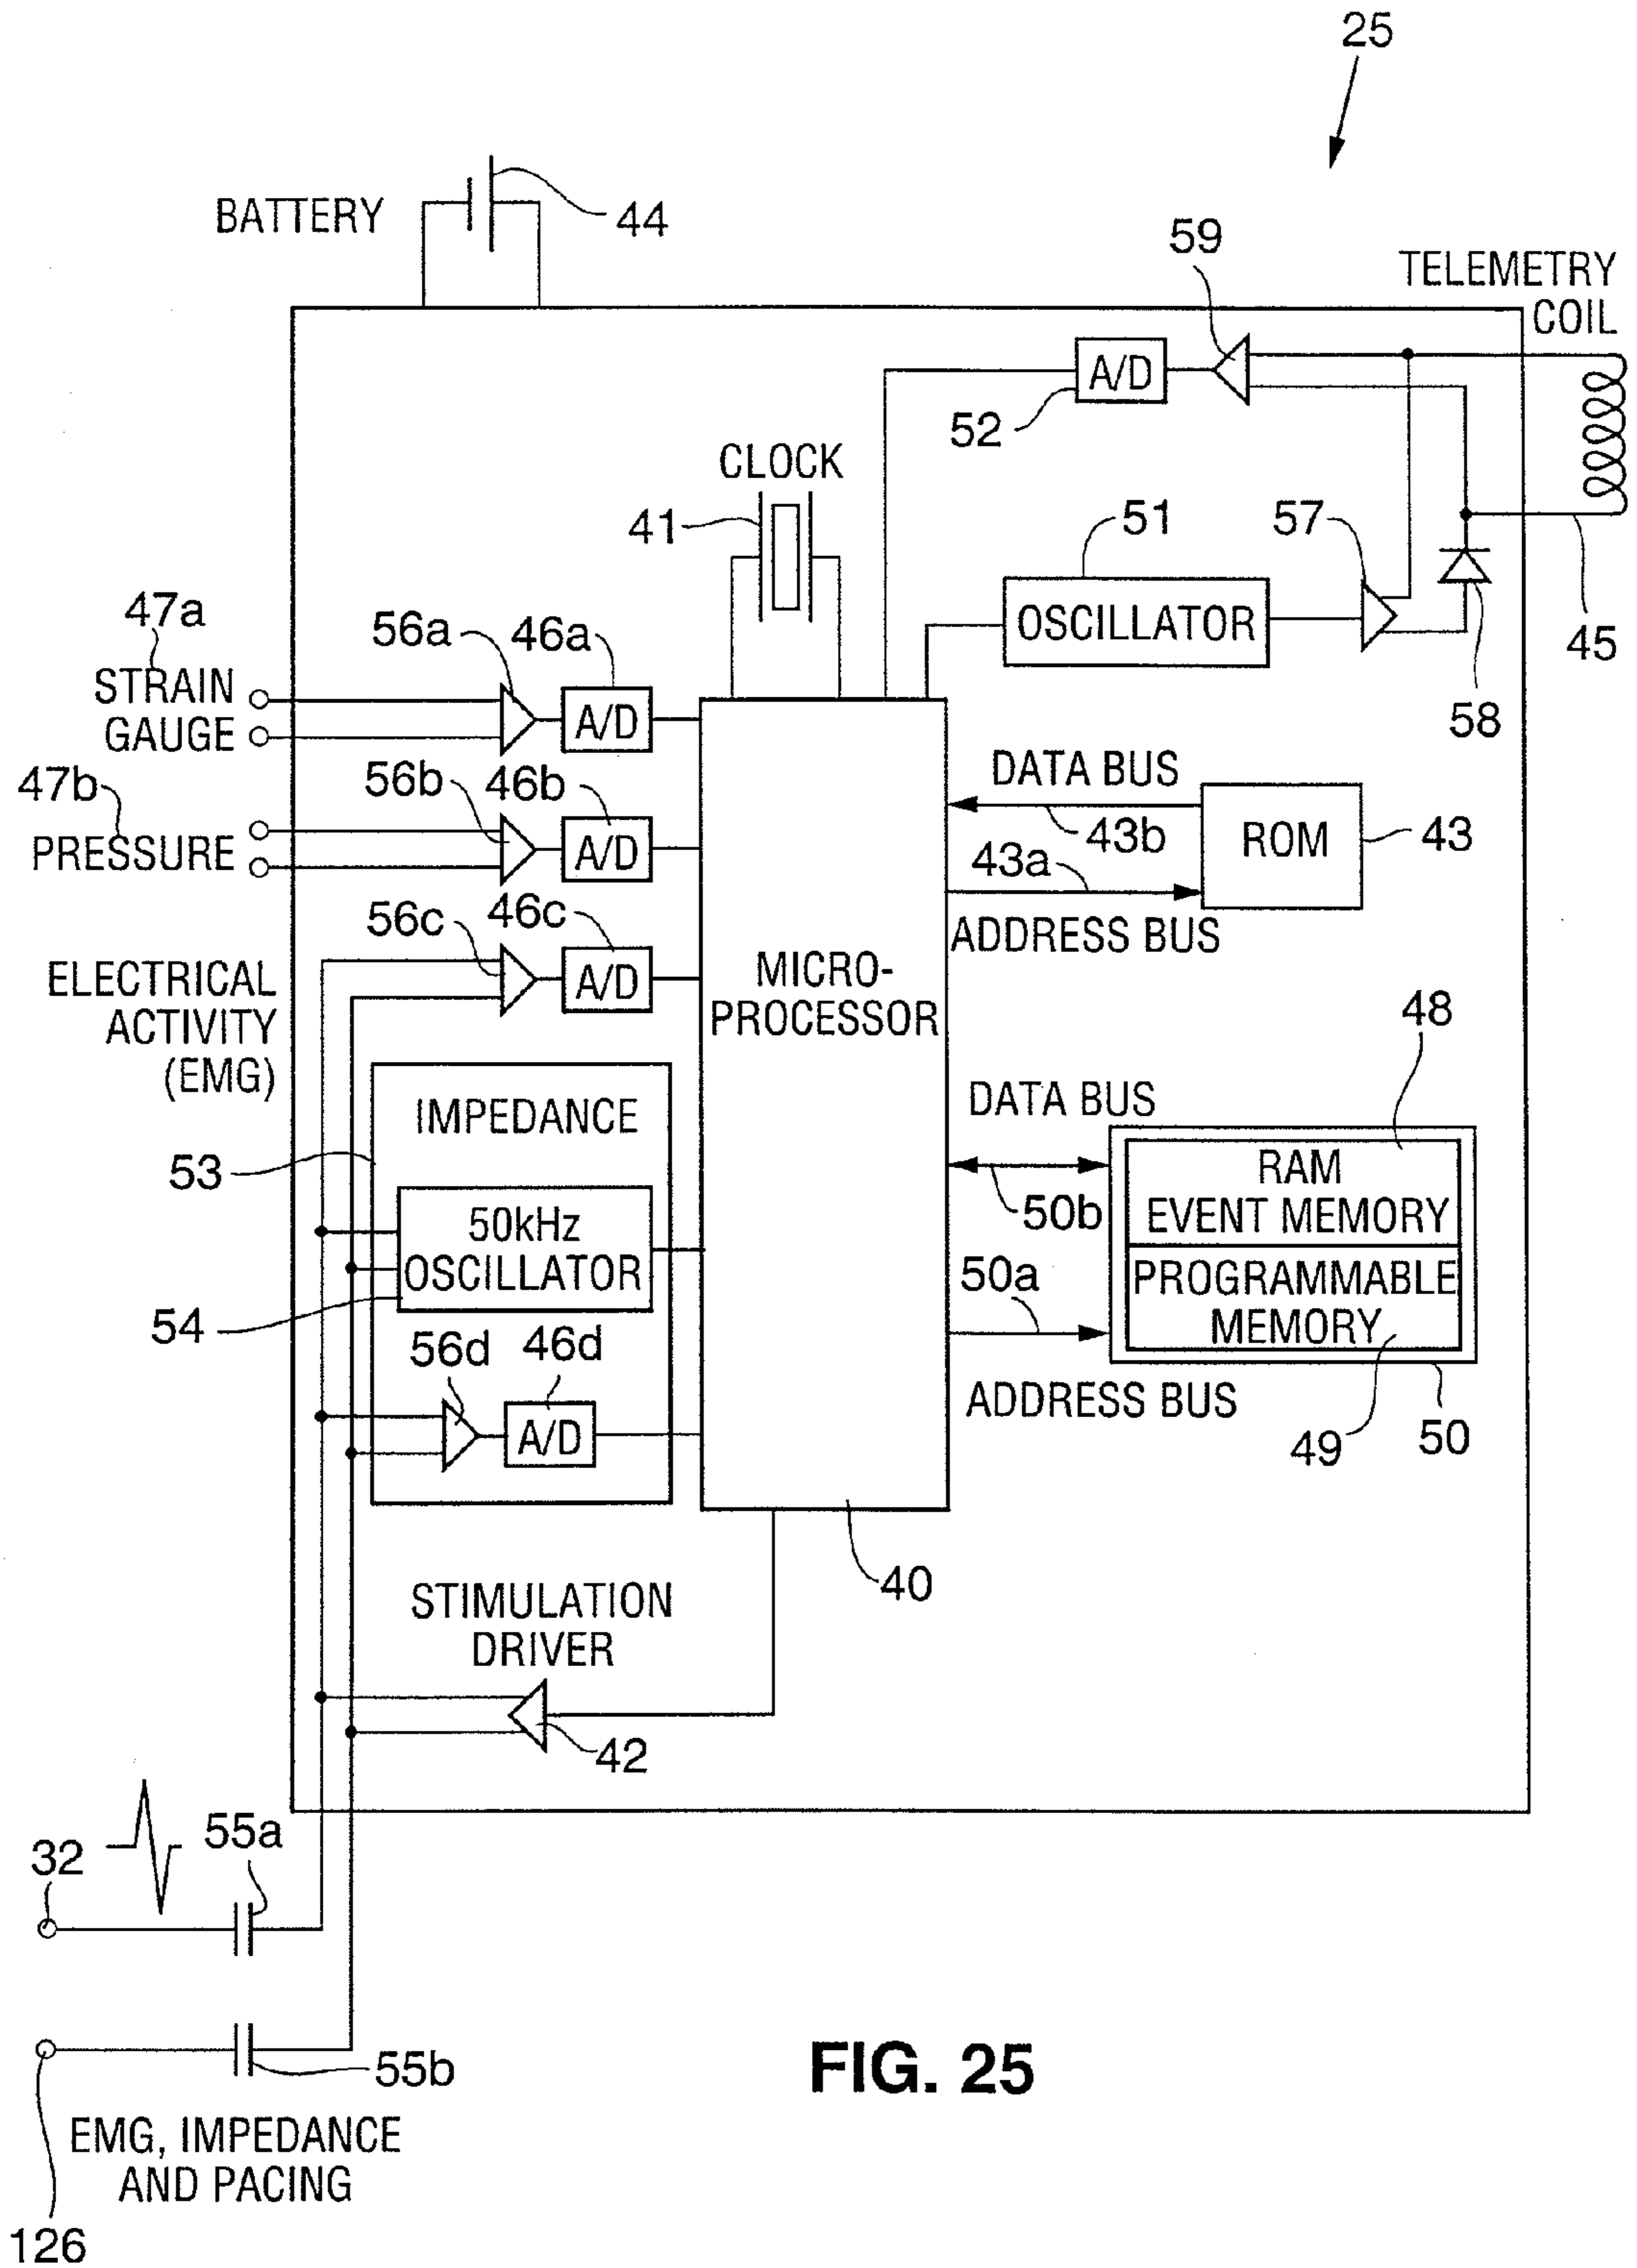 25
BATTERY
44
59
TELEMETRY
COIL
A/D
52
CLOCK
41
51
57
OSCILLATOR
58
45
47a
STRAIN
GAUGE
56a
46a
A/D
47b
PRESSURE
56b
46b
A/D
DATA BUS
43b
ROM
43
43a
ADDRESS BUS
56c
46c
A/D
ELECTRICAL
ACTIVITY
(EMG)
MICRO-
PROCESSOR
48
DATA BUS
RAM
EVENT MEMORY
50b
PROGRAMMABLE
MEMORY
50a
ADDRESS BUS
49
50
IMPEDANCE
53
50kHz
OSCILLATOR
54
56d
46d
A/D
40
STIMULATION
DRIVER
42
32
55a
55b
EMG, IMPEDANCE
AND PACING
126
FIG. 25